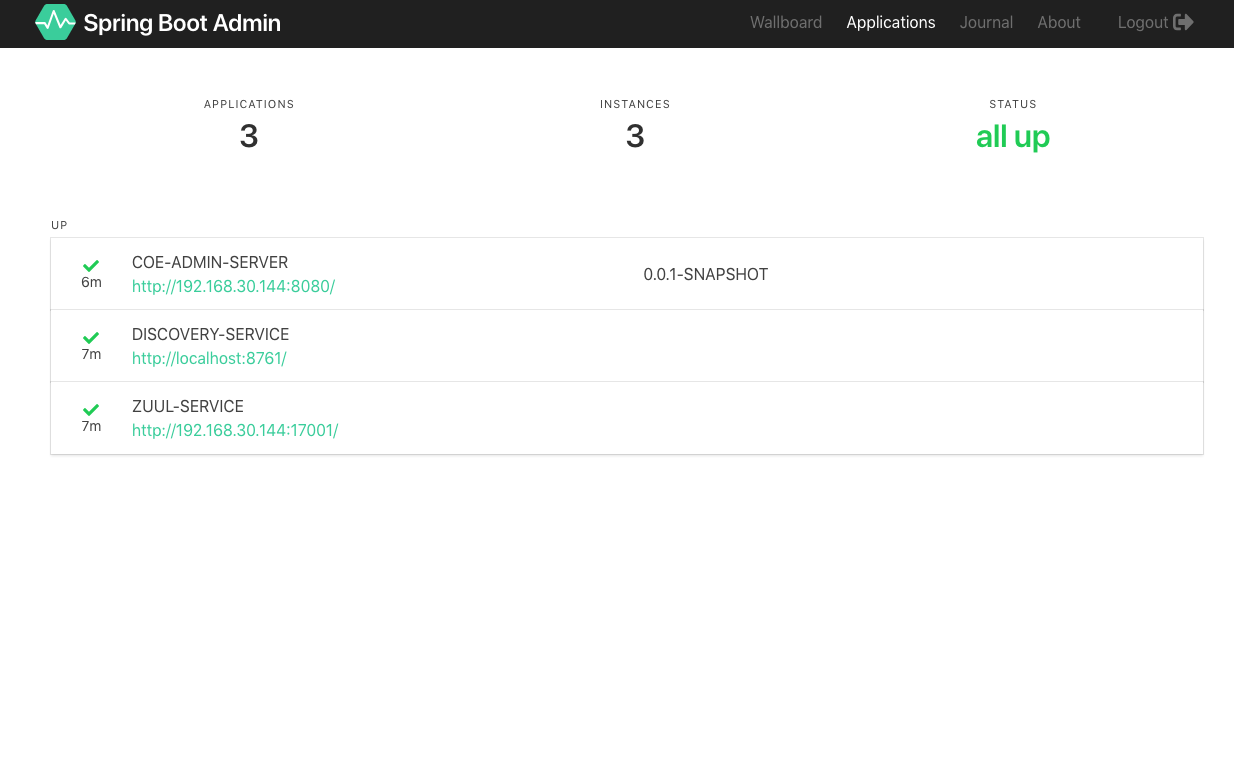 Spring Boot Admin
Wallboard Applications Journal About Logout
APPLICATIONS INSTANCES STATUS
3 3 all up
UP
COE-ADMIN-SERVER
6m http://192.168.30.144:8080/ 0.0.1-SNAPSHOT
DISCOVERY-SERVICE
7m http://localhost:8761/
ZUUL-SERVICE
7m http://192.168.30.144:17001/